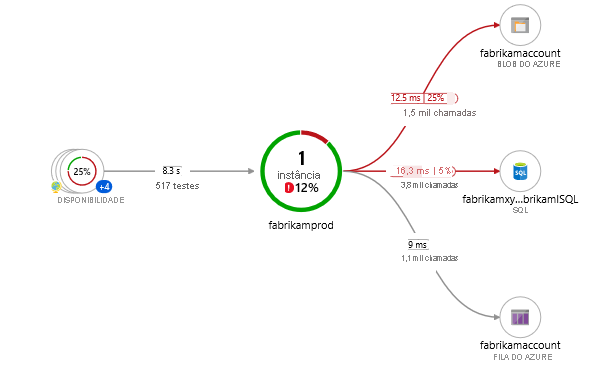 25%
+4
DISPONIBILIDADE
8.3 s
517 testes
1
instância
! 12%
fabrikamprod
12.5 ms | 25% )
1,5 mil chamadas
16,3 ms | 5% )
3,8 mil chamadas
9 ms
1,1 mil chamadas
fabrikamaccount
BLOB DO AZURE
SQL
fabrikamxy...brikamlSQL
SQL
fabrikamaccount
FILA DO AZURE